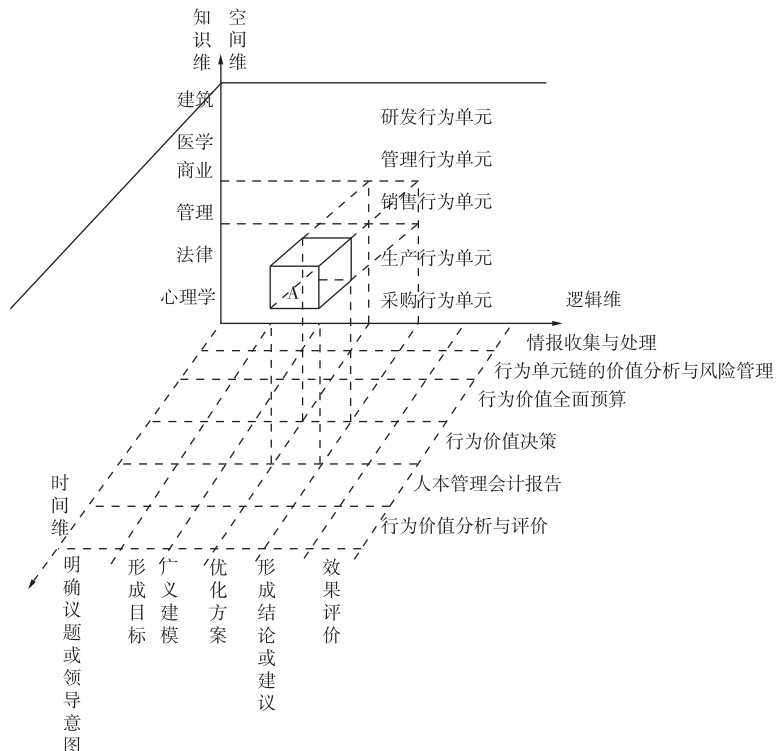 知识维
空间维
建筑
医学
商业
管理
法律
心理学
研发行为单元
管理行为单元
销售行为单元
生产行为单元
采购行为单元
A
逻辑维
情报收集与处理
行为单元链的价值分析与风险管理
行为价值全面预算
行为价值决策
人本管理会计报告
行为价值分析与评价
时间维
明确议题或领导意图
形成目标
广义建模
优化方案
形成结论或建议
效果评价